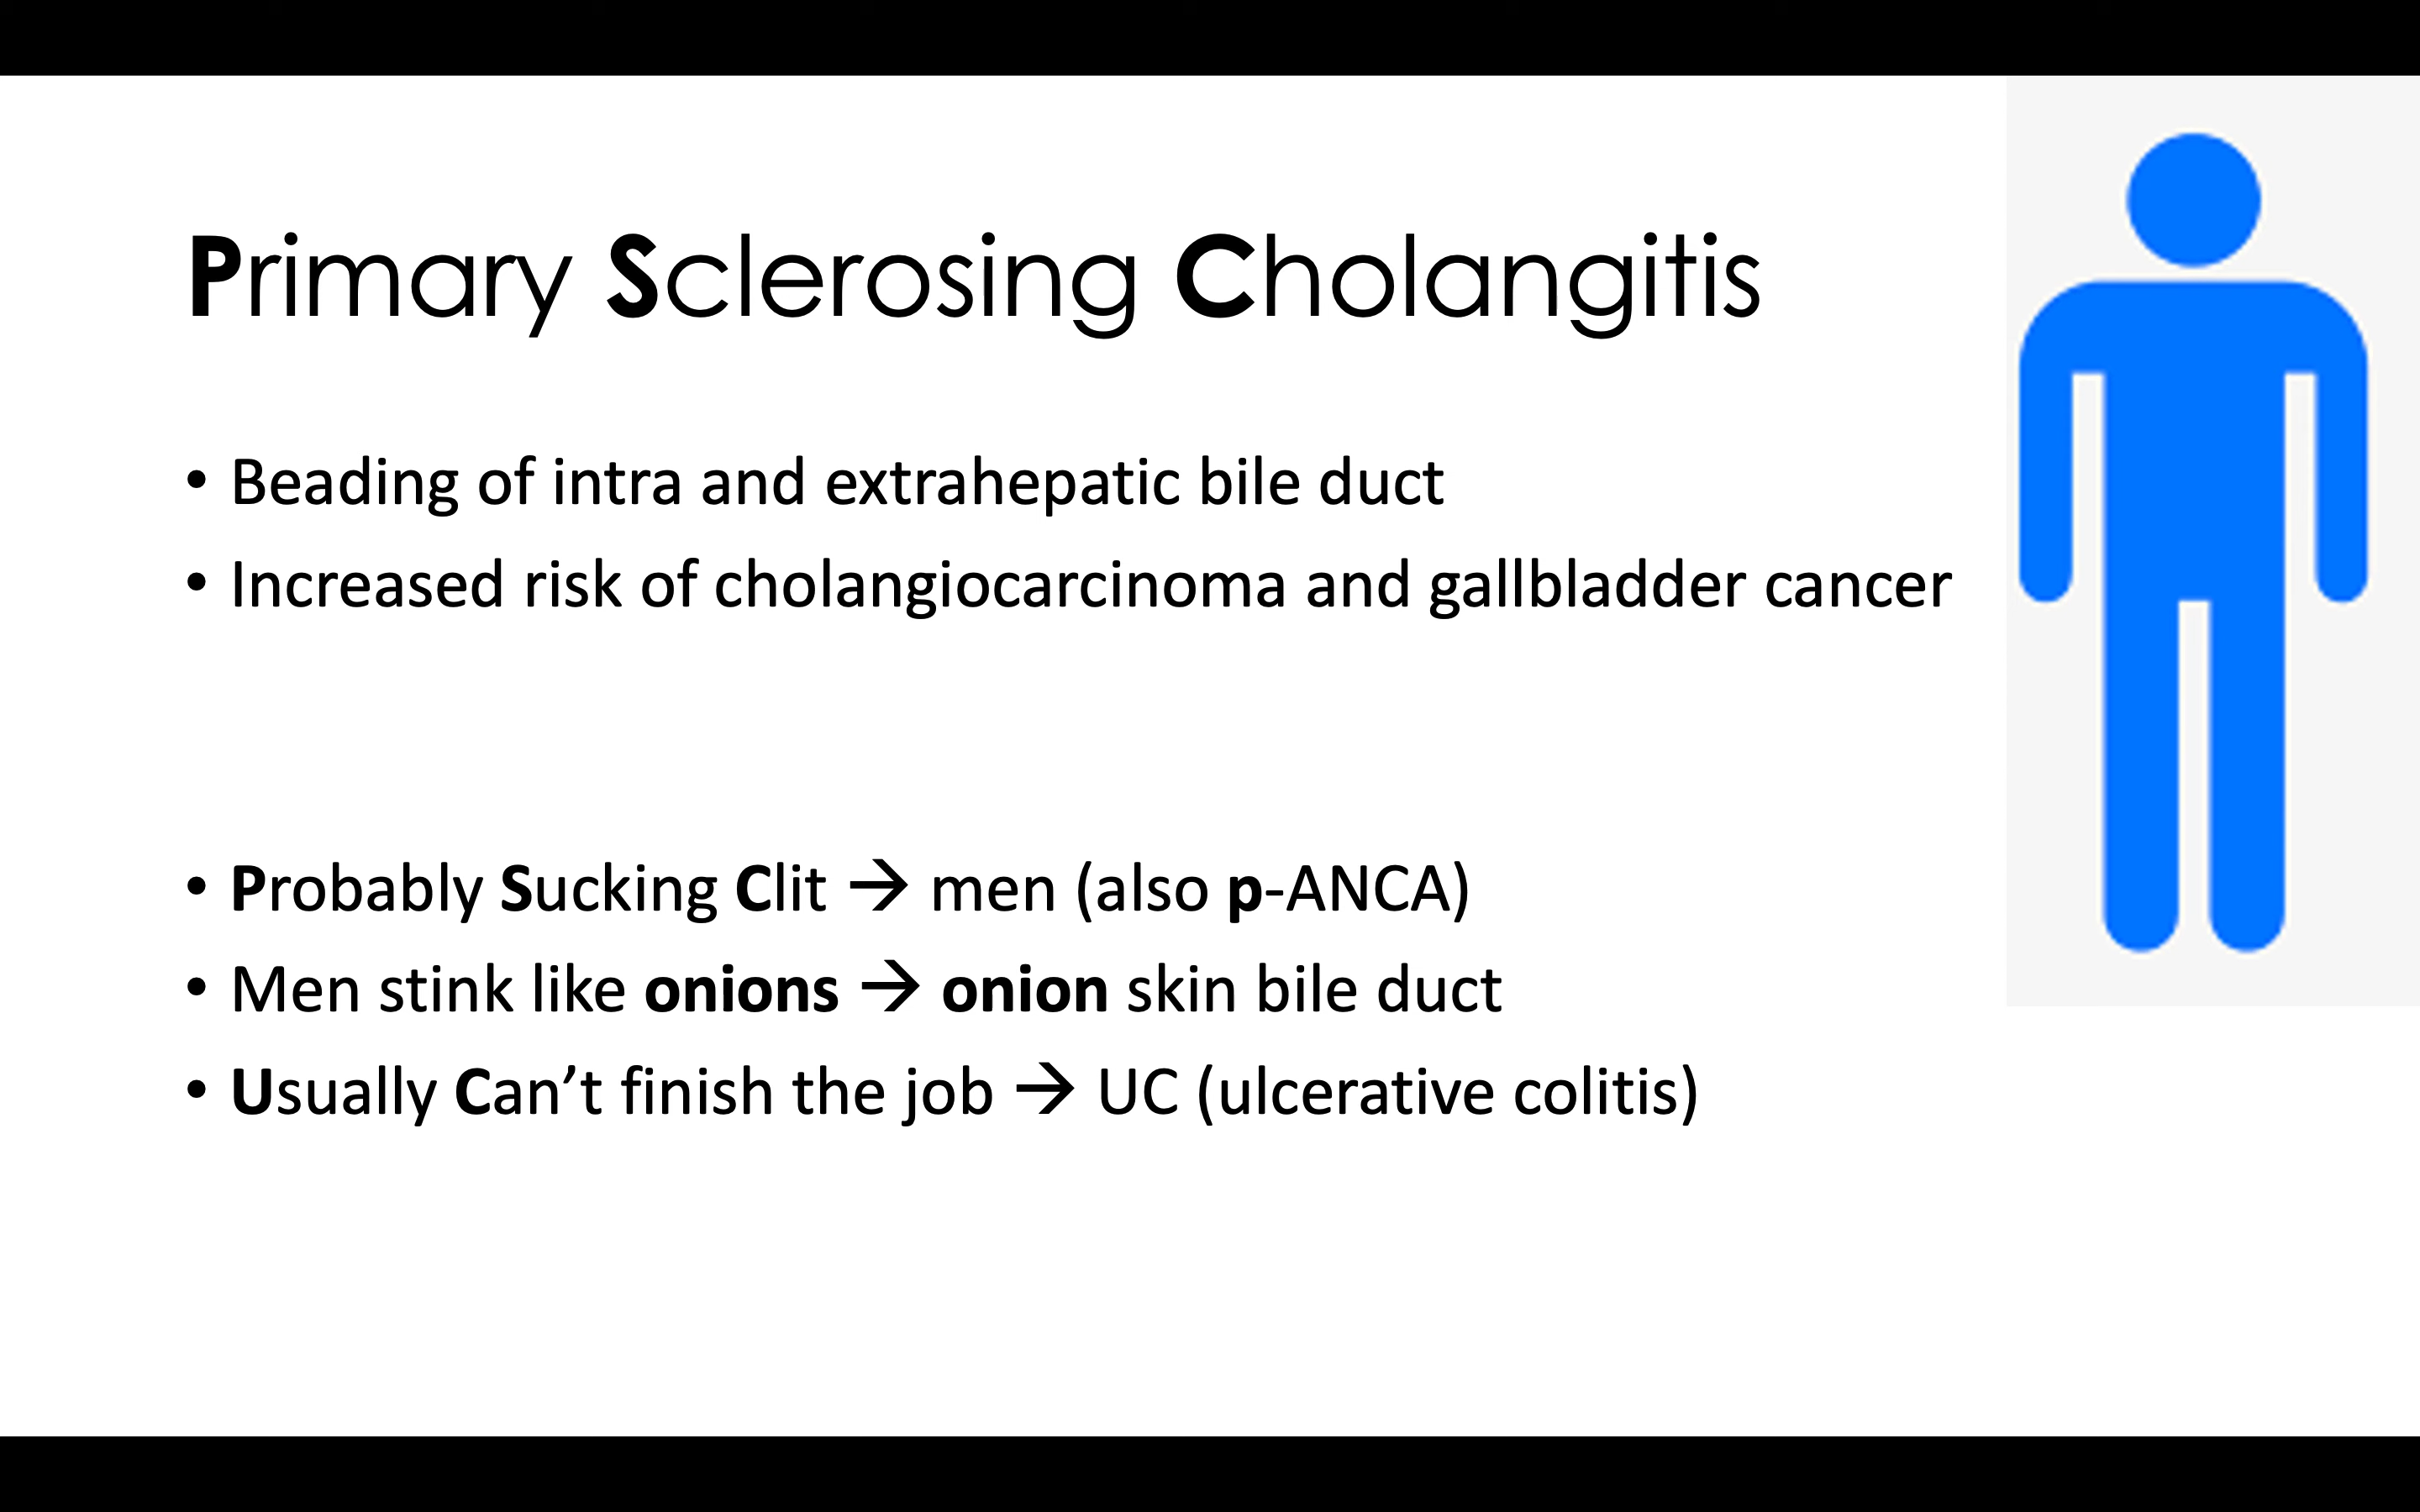 Primary Sclerosing Cholangitis
• Beading of intra and extrahepatic bile duct
• Increased risk of cholangiocarcinoma and gallbladder cancer
• Probably Sucking Clit → men (also p-ANCA)
• Men stink like onions → onion skin bile duct
• Usually Can’t finish the job → UC (ulcerative colitis)